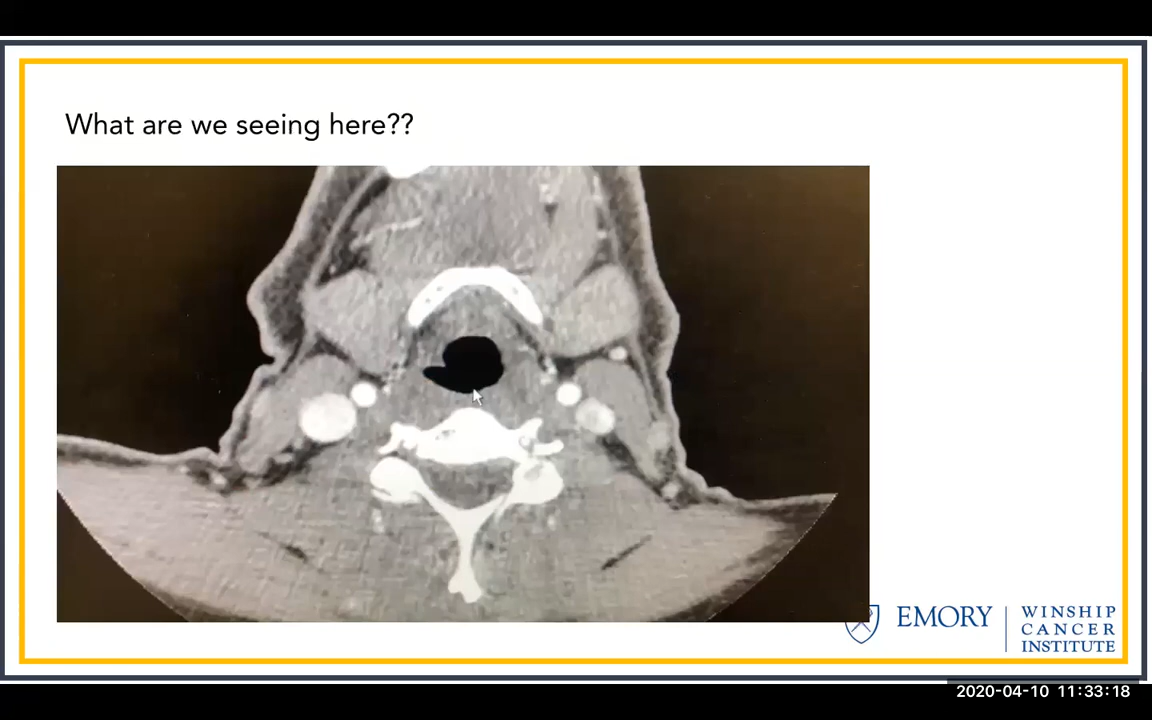 What are we seeing here??
EMORY
WINSHIP
CANCER
INSTITUTE
2020-04-10 11:33:18